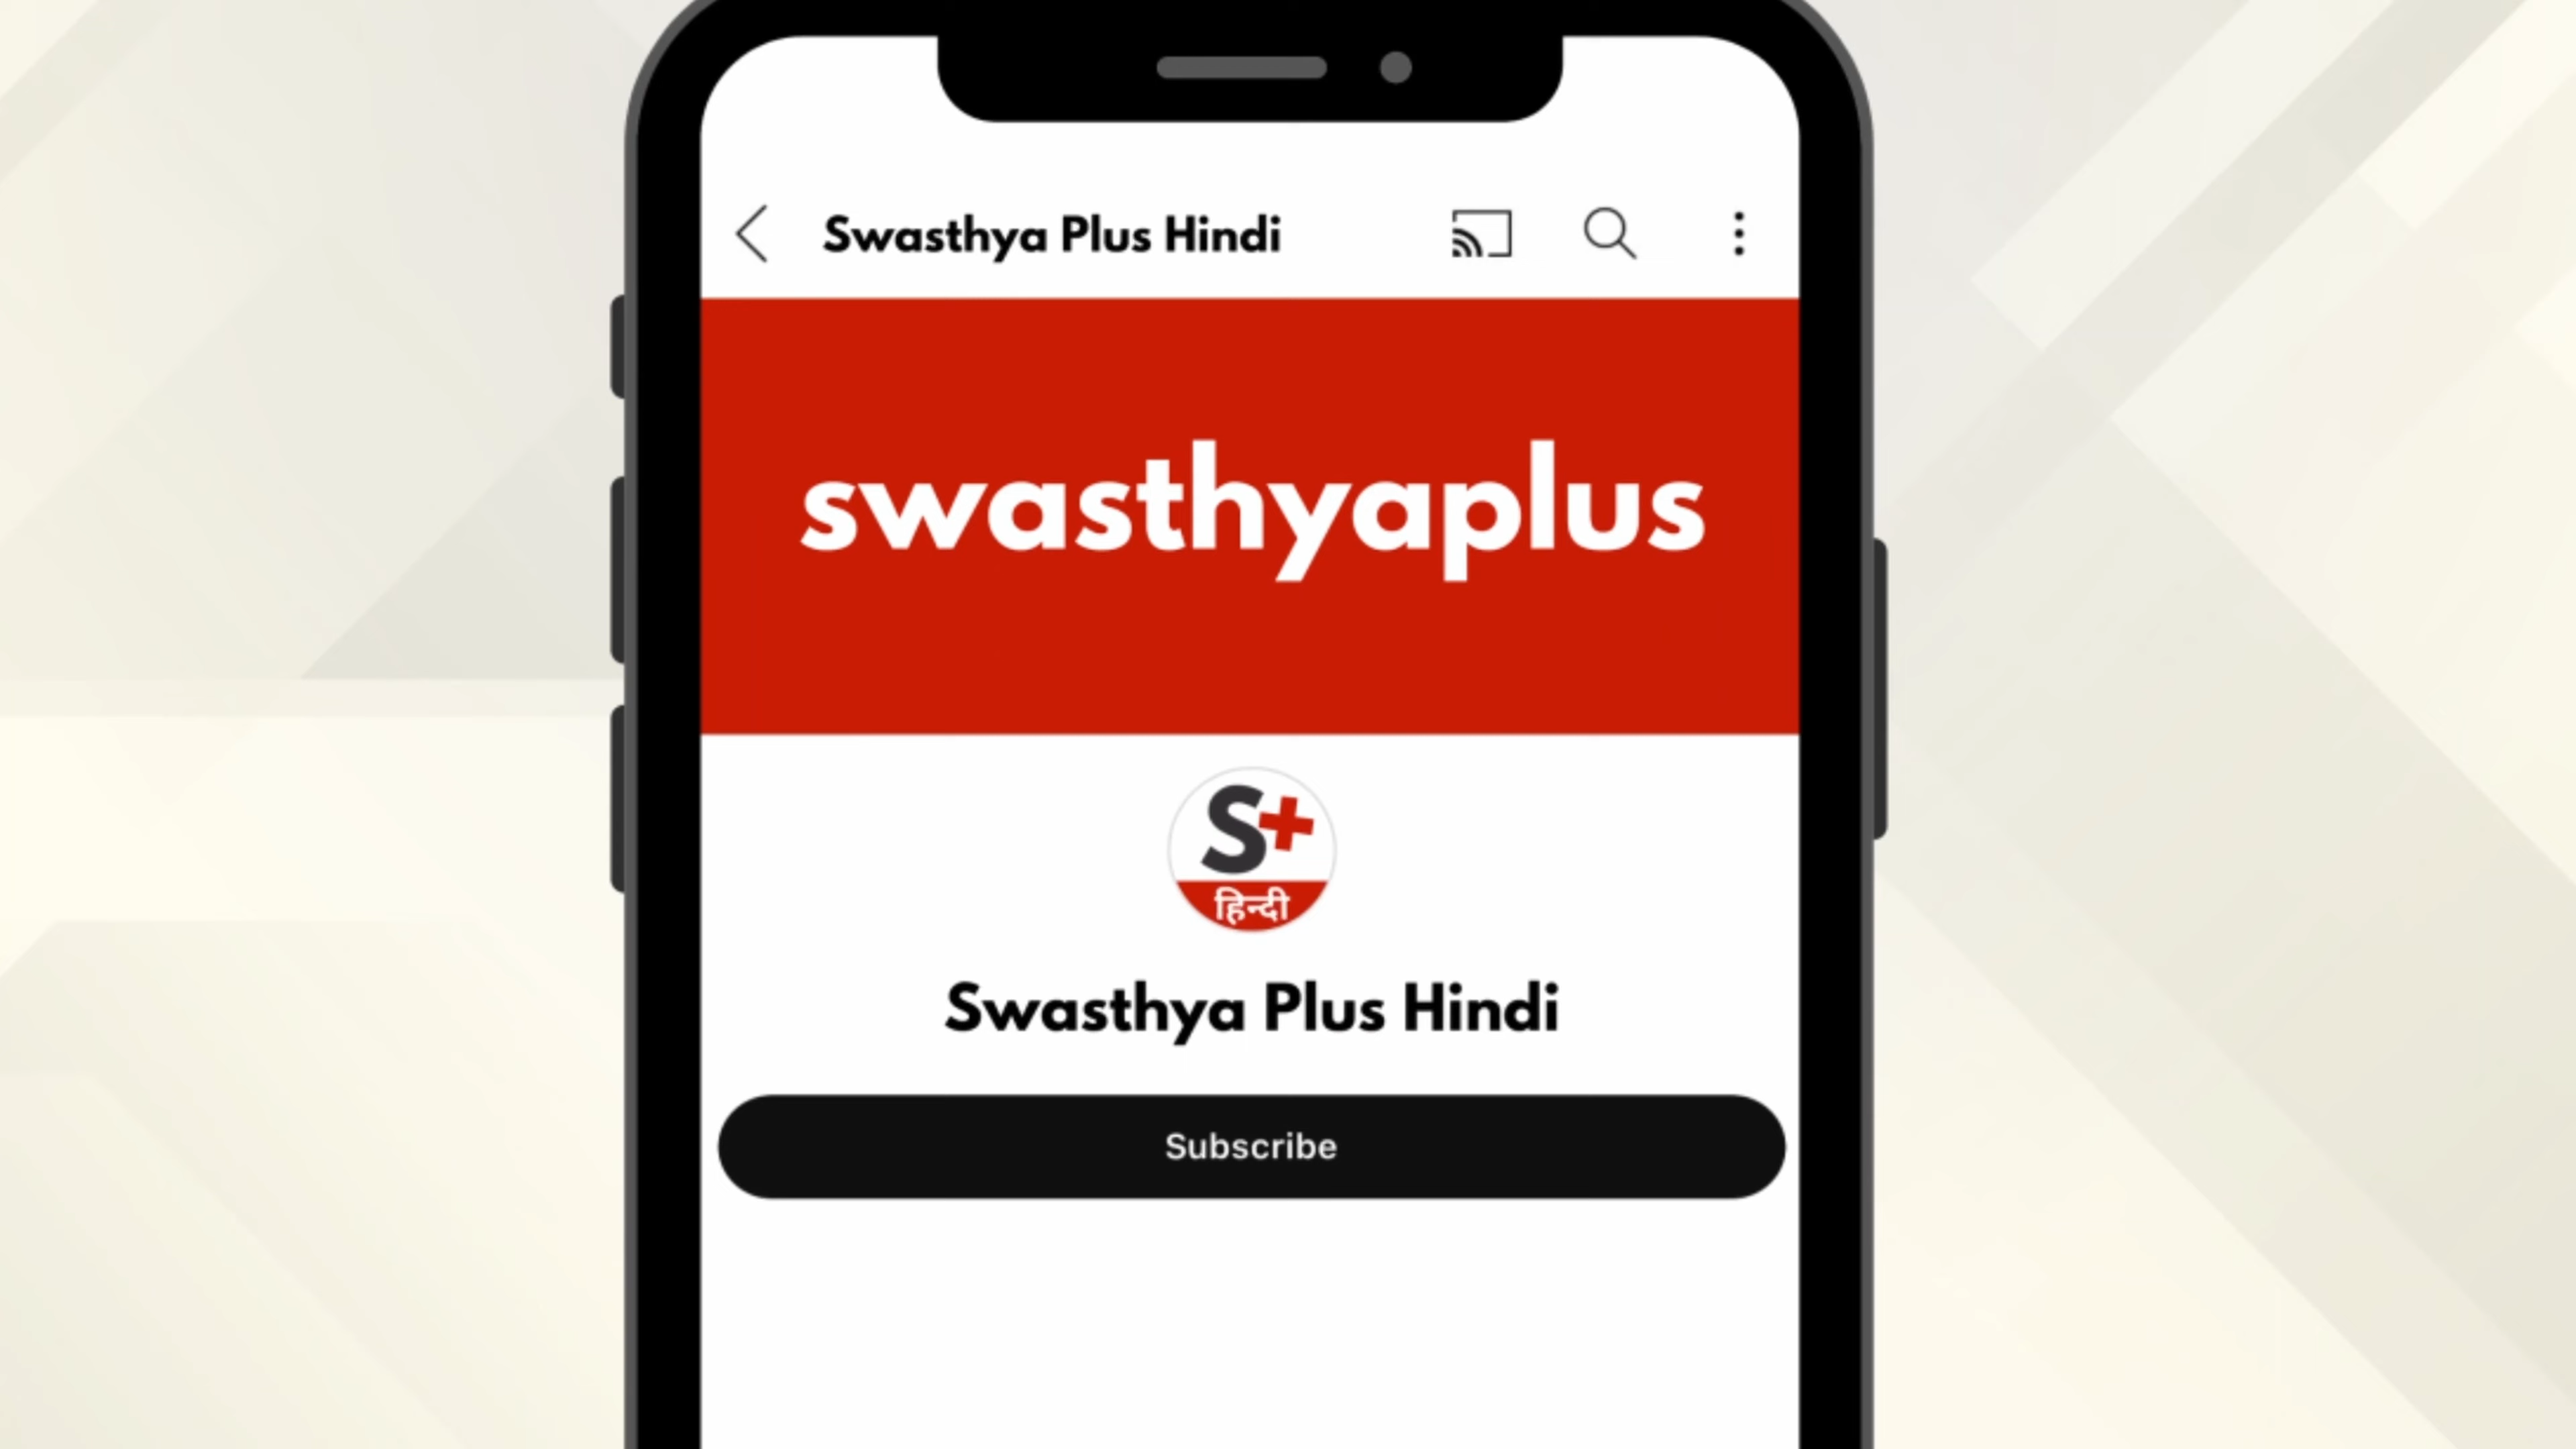 Swasthya Plus Hindi
swasthyaplus
S+
हिन्दी
Swasthya Plus Hindi
Subscribe